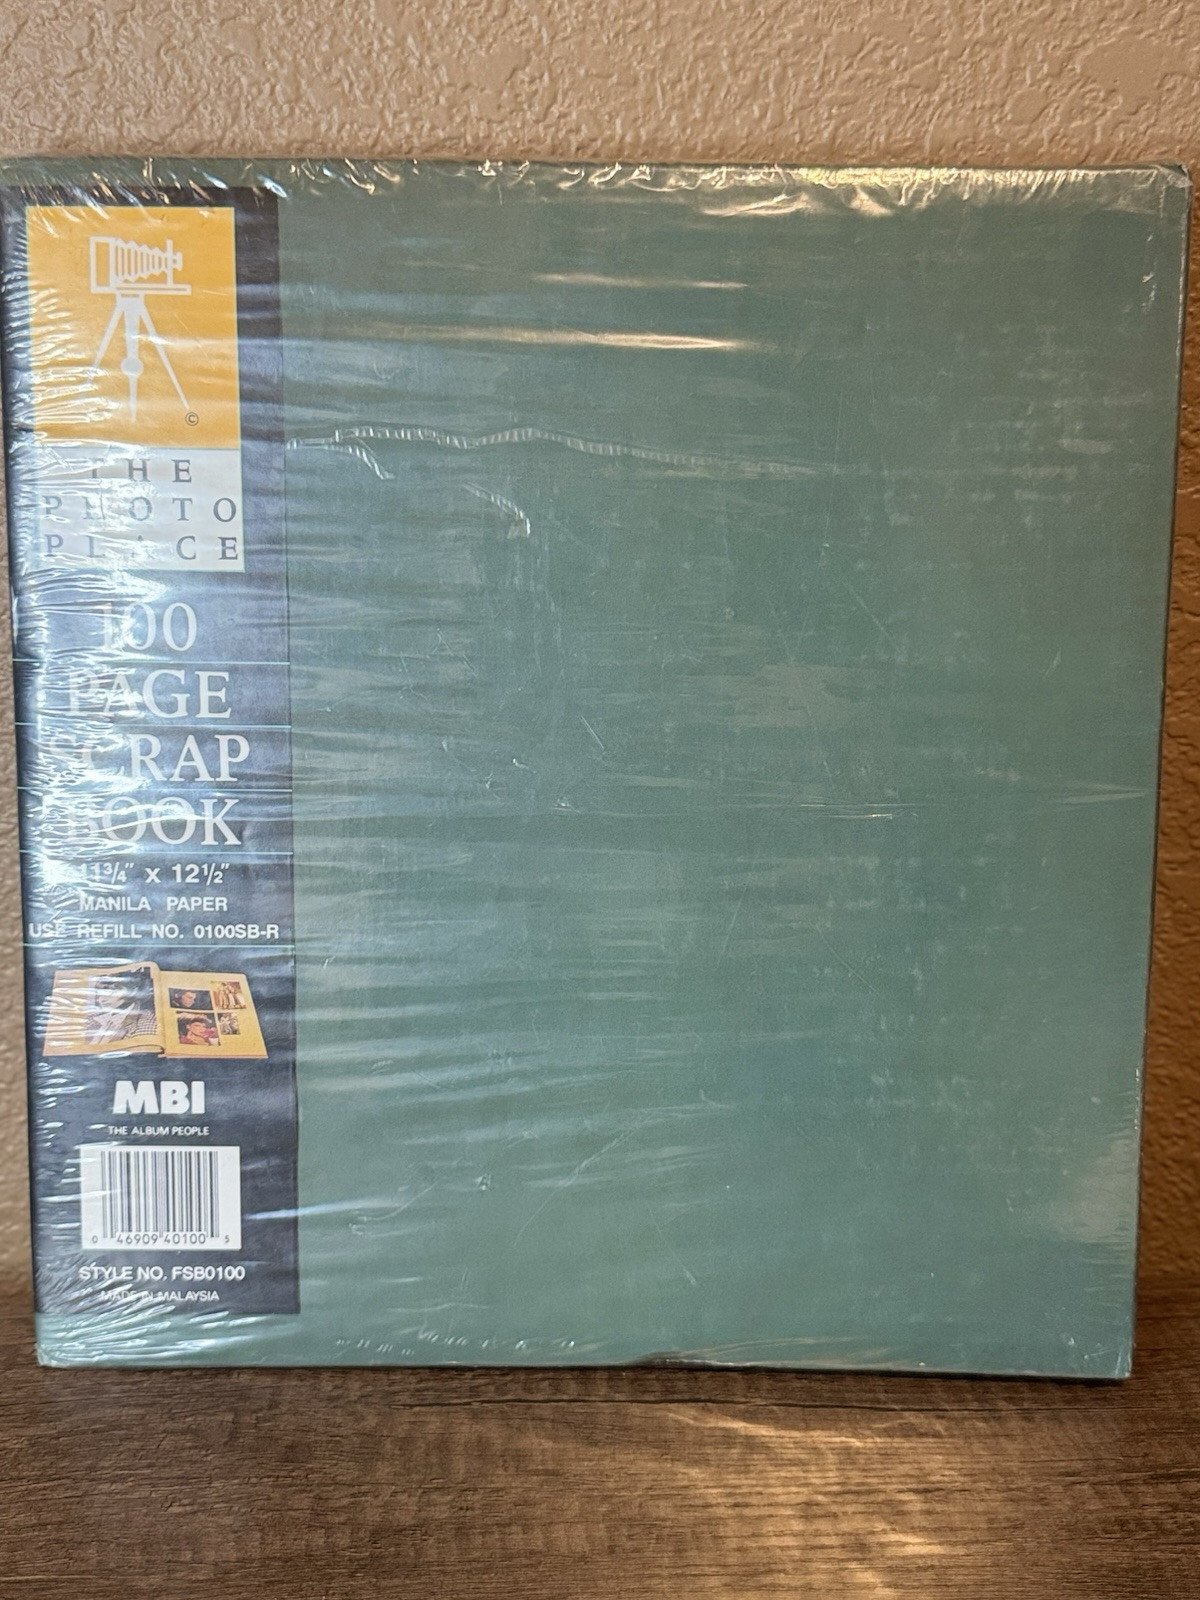 ©
THE
PHOTO
PLACE
100
PAGE
SCRAP
BOOK
11¾" x 12½"
MANILA PAPER
USE REFILL NO. 0100SB-R
MBI
THE ALBUM PEOPLE
0 46909 40100 5
STYLE NO. FSB0100
MADE IN MALAYSIA